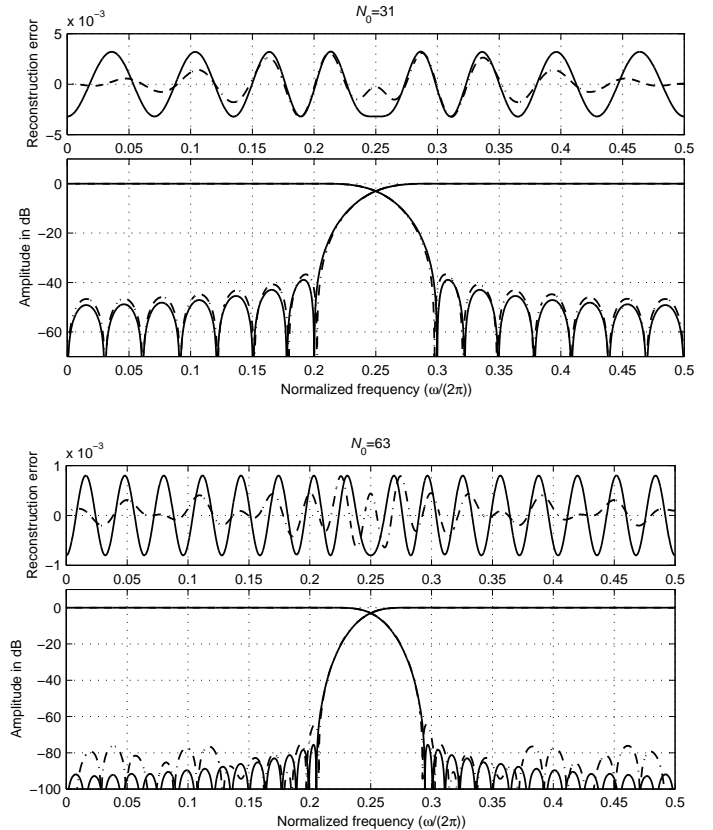 N₀=31
x 10⁻³
Reconstruction error
5
0
−5
0 0.05 0.1 0.15 0.2 0.25 0.3 0.35 0.4 0.45 0.5
Amplitude in dB
0
−20
−40
−60
0 0.05 0.1 0.15 0.2 0.25 0.3 0.35 0.4 0.45 0.5
Normalized frequency (ω/(2π))
N₀=63
x 10⁻³
Reconstruction error
1
0
−1
0 0.05 0.1 0.15 0.2 0.25 0.3 0.35 0.4 0.45 0.5
Amplitude in dB
0
−20
−40
−60
−80
−100
0 0.05 0.1 0.15 0.2 0.25 0.3 0.35 0.4 0.45 0.5
Normalized frequency (ω/(2π))